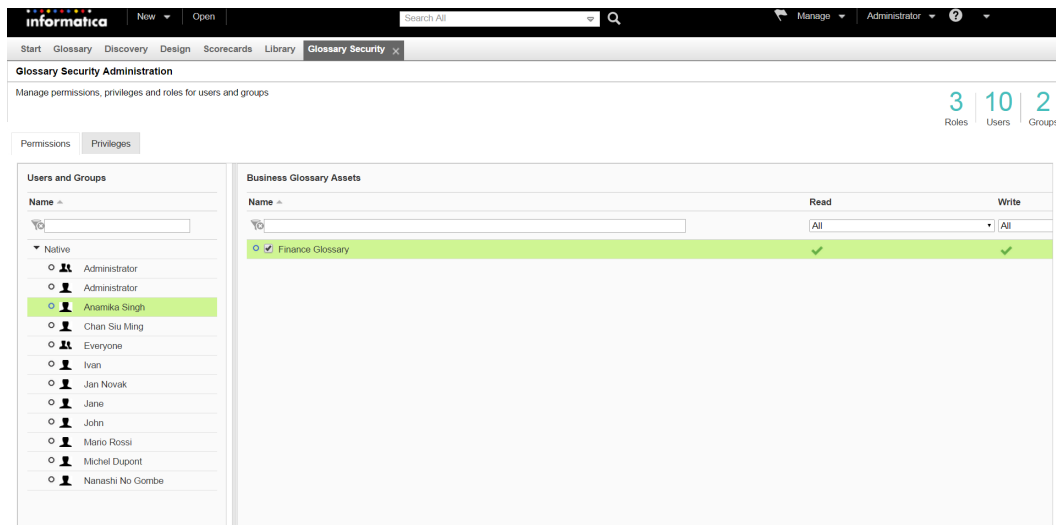 informatica New Open Search All Manage Administrator ?
Start Glossary Discovery Design Scorecards Library Glossary Security ×
Glossary Security Administration
Manage permissions, privileges and roles for users and groups
3 10 2
Roles Users Groups
Permissions Privileges
Users and Groups Business Glossary Assets
Name Name Read Write
All All
Native Finance Glossary
Administrator
Administrator
Anamika Singh
Chan Siu Ming
Everyone
Ivan
Jan Novak
Jane
John
Mario Rossi
Michel Dupont
Nanashi No Gombe